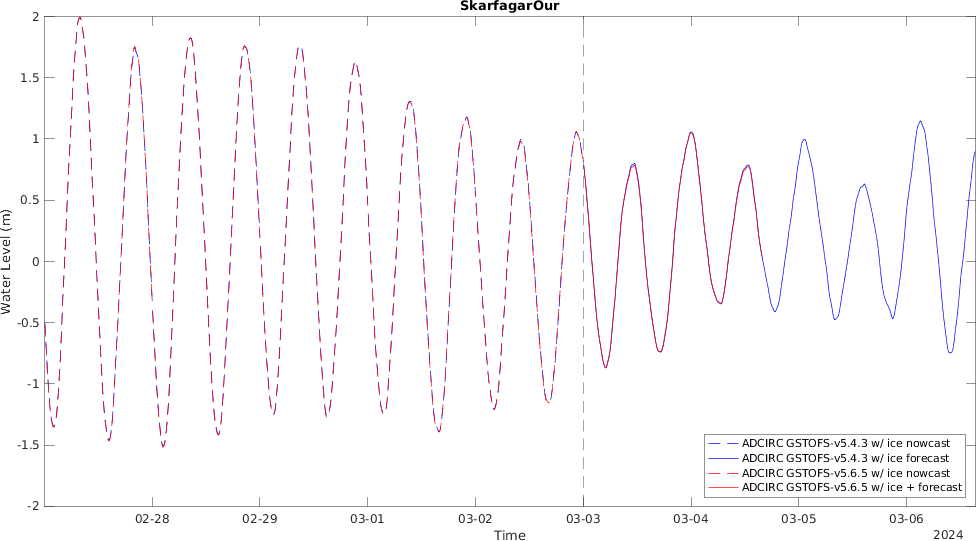 SkarfagarOur
2
1.5
1
0.5
0
-0.5
-1
-1.5
-2
Water Level (m)
02-28 02-29 03-01 03-02 03-03 03-04 03-05 03-06
Time
2024
ADCIRC GSTOFS-v5.4.3 w/ ice nowcast
ADCIRC GSTOFS-v5.4.3 w/ ice forecast
ADCIRC GSTOFS-v5.6.5 w/ ice nowcast
ADCIRC GSTOFS-v5.6.5 w/ ice + forecast